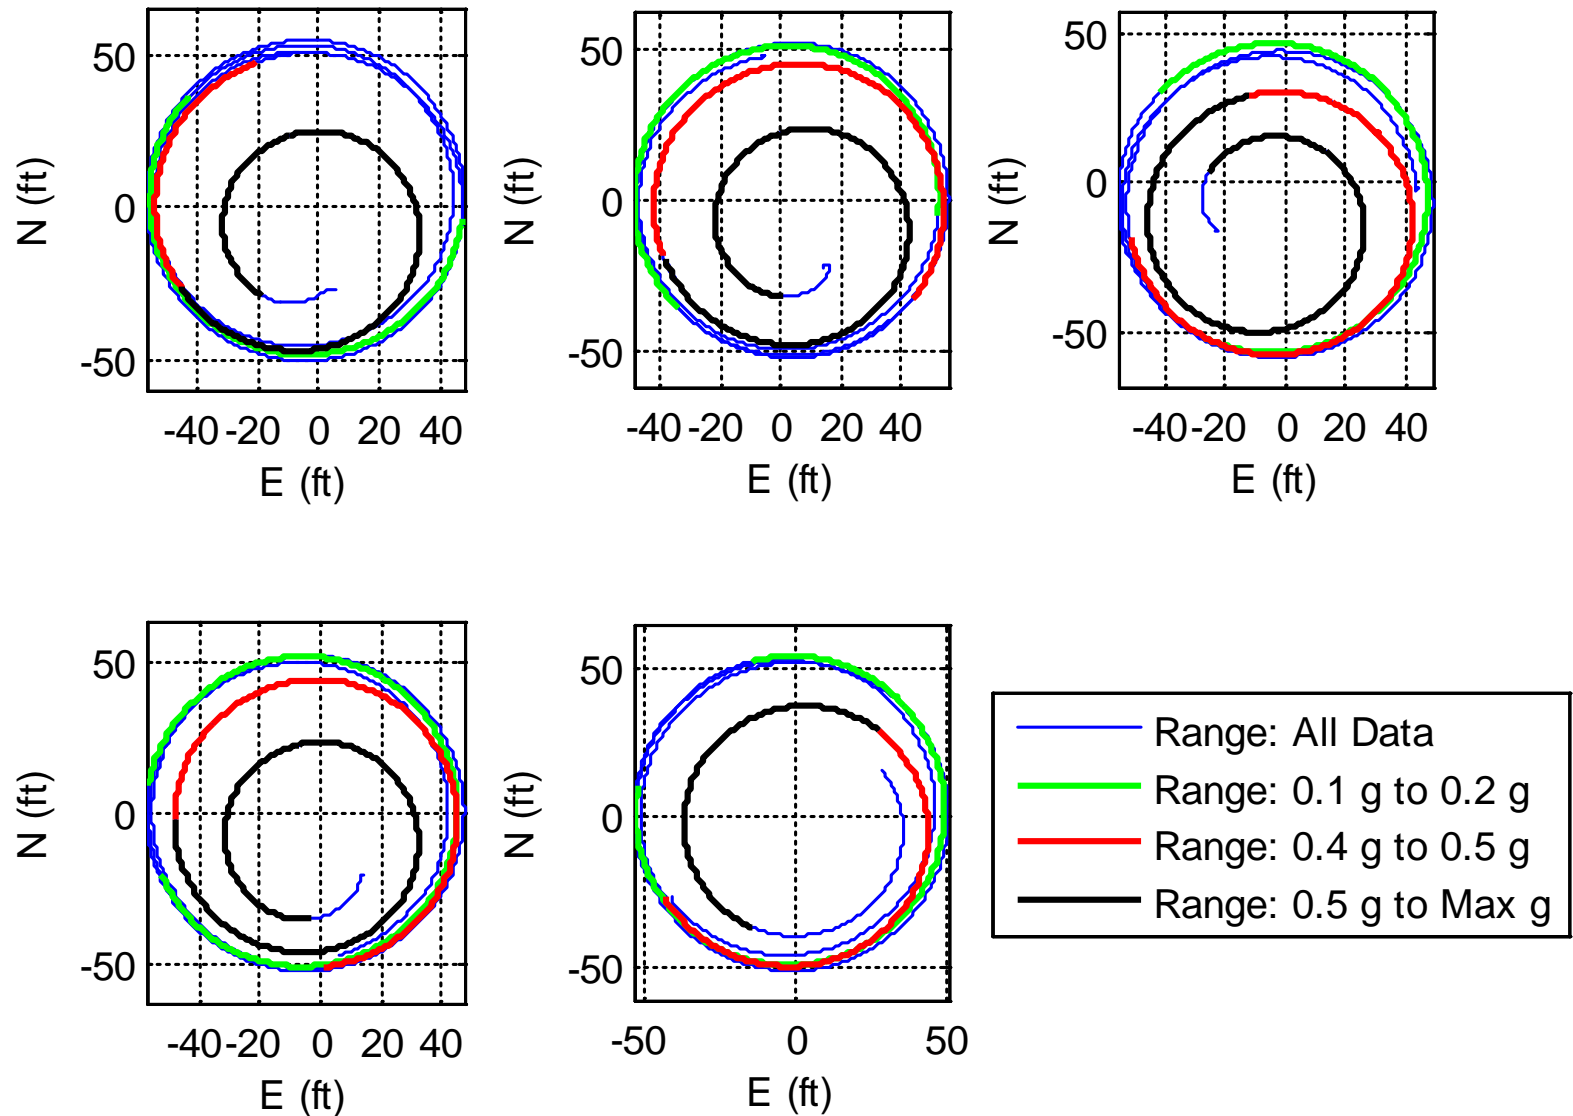 50
0
-50
N (ft)
-40 -20 0 20 40
E (ft)
50
0
-50
N (ft)
-40 -20 0 20 40
E (ft)
50
0
-50
N (ft)
-40 -20 0 20 40
E (ft)
50
0
-50
N (ft)
-40 -20 0 20 40
E (ft)
50
0
-50
N (ft)
-50 0 50
E (ft)
Range: All Data
Range: 0.1 g to 0.2 g
Range: 0.4 g to 0.5 g
Range: 0.5 g to Max g